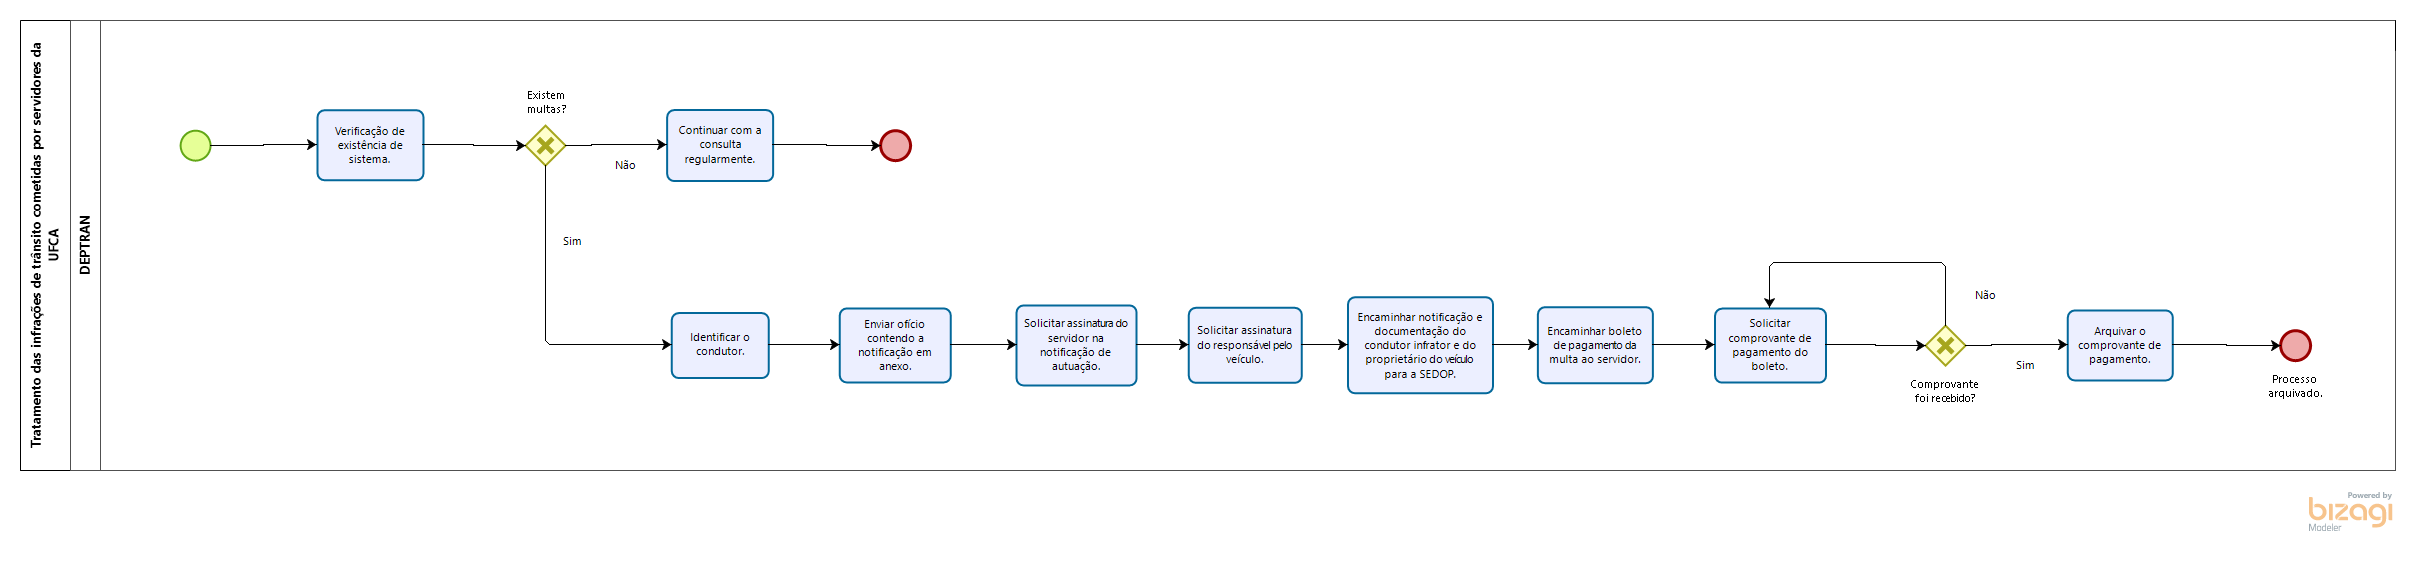 Tratamento das infrações de trânsito cometidas por servidores da
UFCA
DEPTRAN
Verificação de
existência de
sistema.
Existem
multas?
Não
Continuar com a
consulta
regularmente.
Sim
Identificar o
condutor.
Enviar ofício
contendo a
notificação em
anexo.
Solicitar assinatura do
servidor na
notificação de
autuação.
Solicitar assinatura
do responsável pelo
veículo.
Encaminhar notificação e
documentação do
condutor infrator e do
proprietário do veículo
para a SEDOP.
Encaminhar boleto
de pagamento da
multa ao servidor.
Solicitar
comprovante de
pagamento do
boleto.
Não
Comprovante
foi recebido?
Sim
Arquivar o
comprovante de
pagamento.
Processo
arquivado.
Powered by
bizagi
Modeler